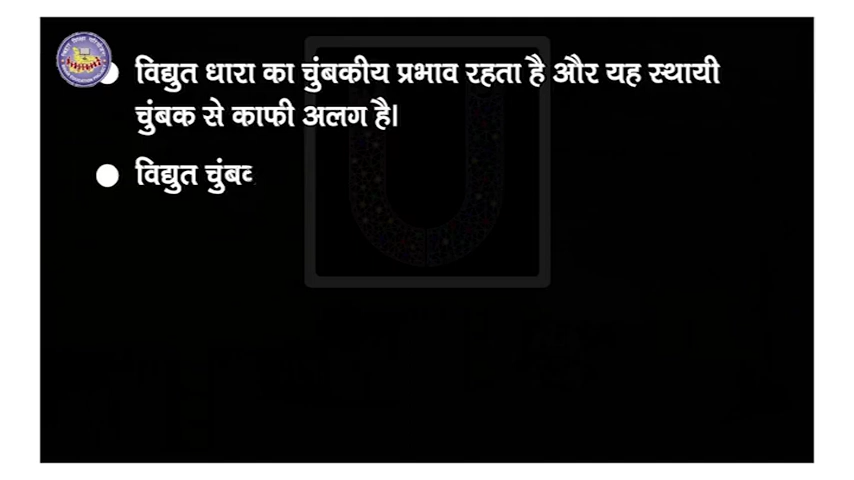 विद्युत धारा का चुंबकीय प्रभाव रहता है और यह स्थायी
चुंबक से काफी अलग है।
विद्युत